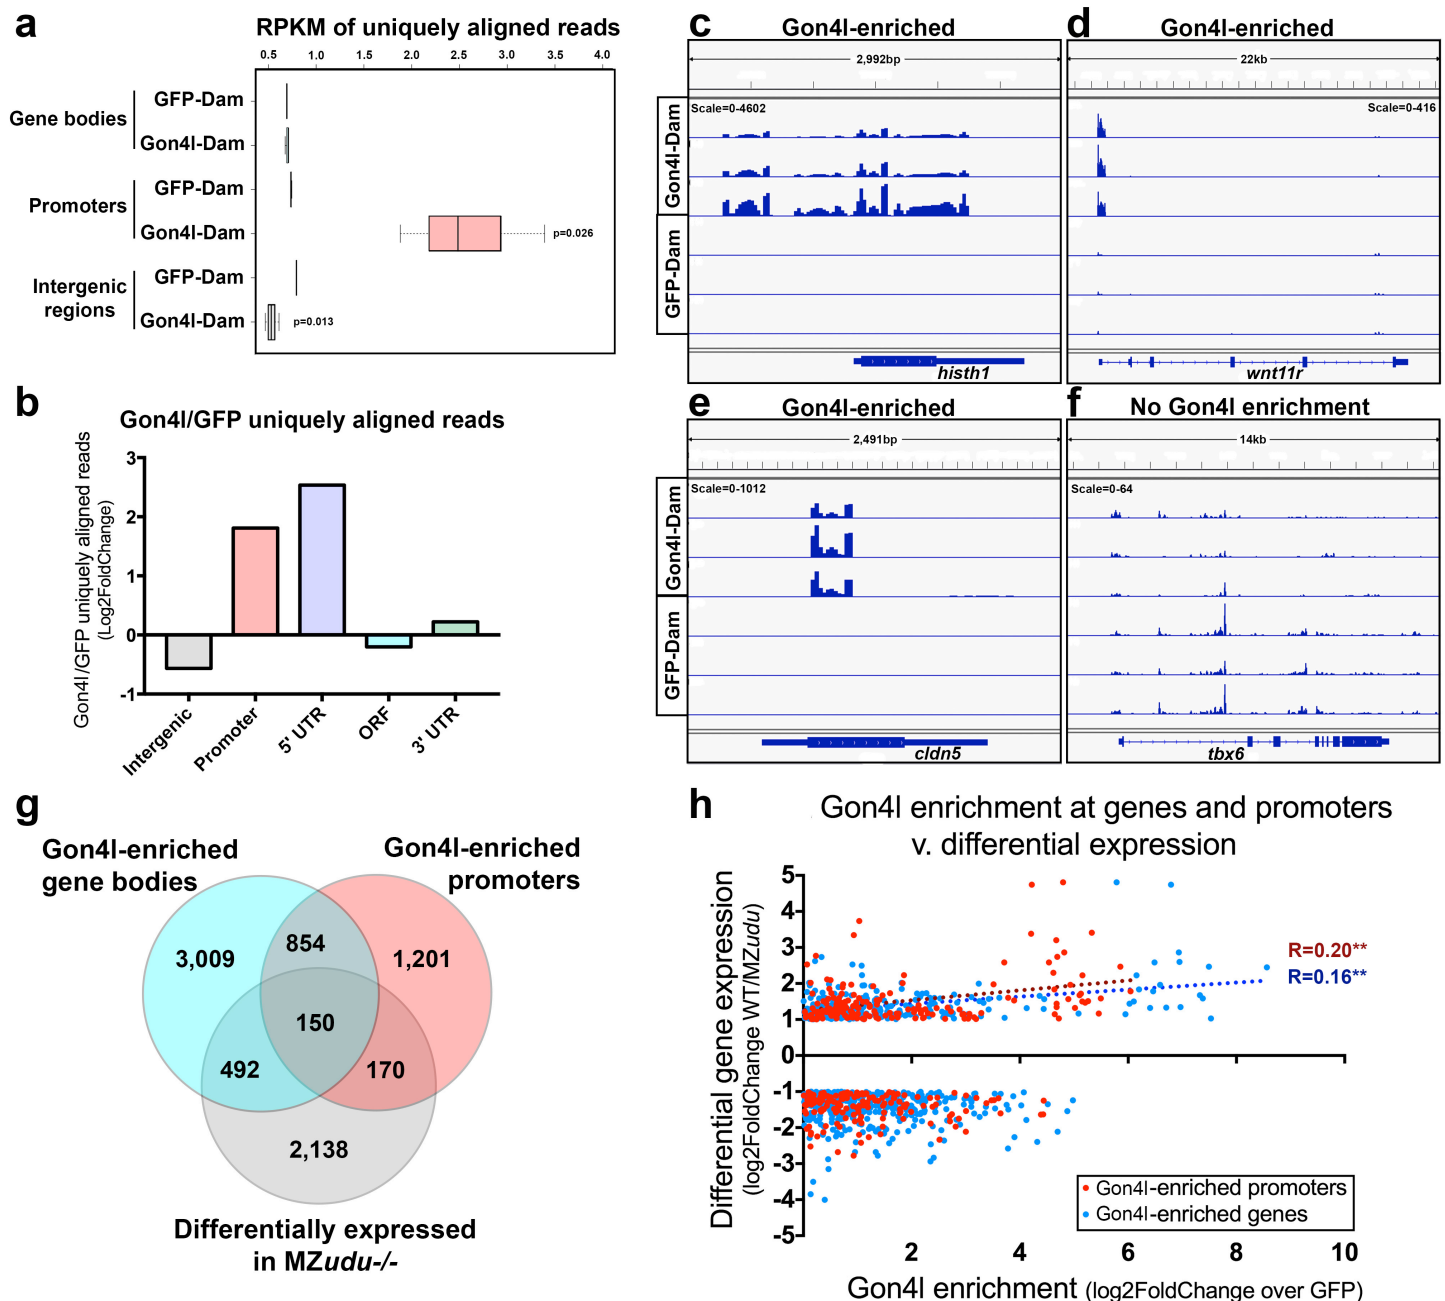 a
RPKM of uniquely aligned reads
0.5 1.0 1.5 2.0 2.5 3.0 3.5 4.0
Gene bodies
GFP-Dam
Gon4l-Dam
Promoters
GFP-Dam
Gon4l-Dam
p=0.026
Intergenic
regions
GFP-Dam
Gon4l-Dam
p=0.013
b
Gon4l/GFP uniquely aligned reads
Gon4l/GFP uniquely aligned reads
(Log2FoldChange)
3
2
1
0
-1
Intergenic
Promoter
5' UTR
ORF
3' UTR
c
Gon4l-enriched
2,992bp
Scale=0-4602
Gon4l-Dam
GFP-Dam
histh1
d
Gon4l-enriched
22kb
Scale=0-416
wnt11r
e
Gon4l-enriched
2,491bp
Scale=0-1012
Gon4l-Dam
GFP-Dam
cldn5
f
No Gon4l enrichment
14kb
Scale=0-64
tbx6
g
Gon4l-enriched
gene bodies
Gon4l-enriched
promoters
3,009
854
1,201
150
492
170
2,138
Differentially expressed
in MZudu-/-
h
Gon4l enrichment at genes and promoters
v. differential expression
Differential gene expression
(log2FoldChange WT/MZudu)
5
4
3
2
1
0
-1
-2
-3
-4
-5
R=0.20**
R=0.16**
Gon4l-enriched promoters
Gon4l-enriched genes
2 4 6 8 10
Gon4l enrichment (log2FoldChange over GFP)